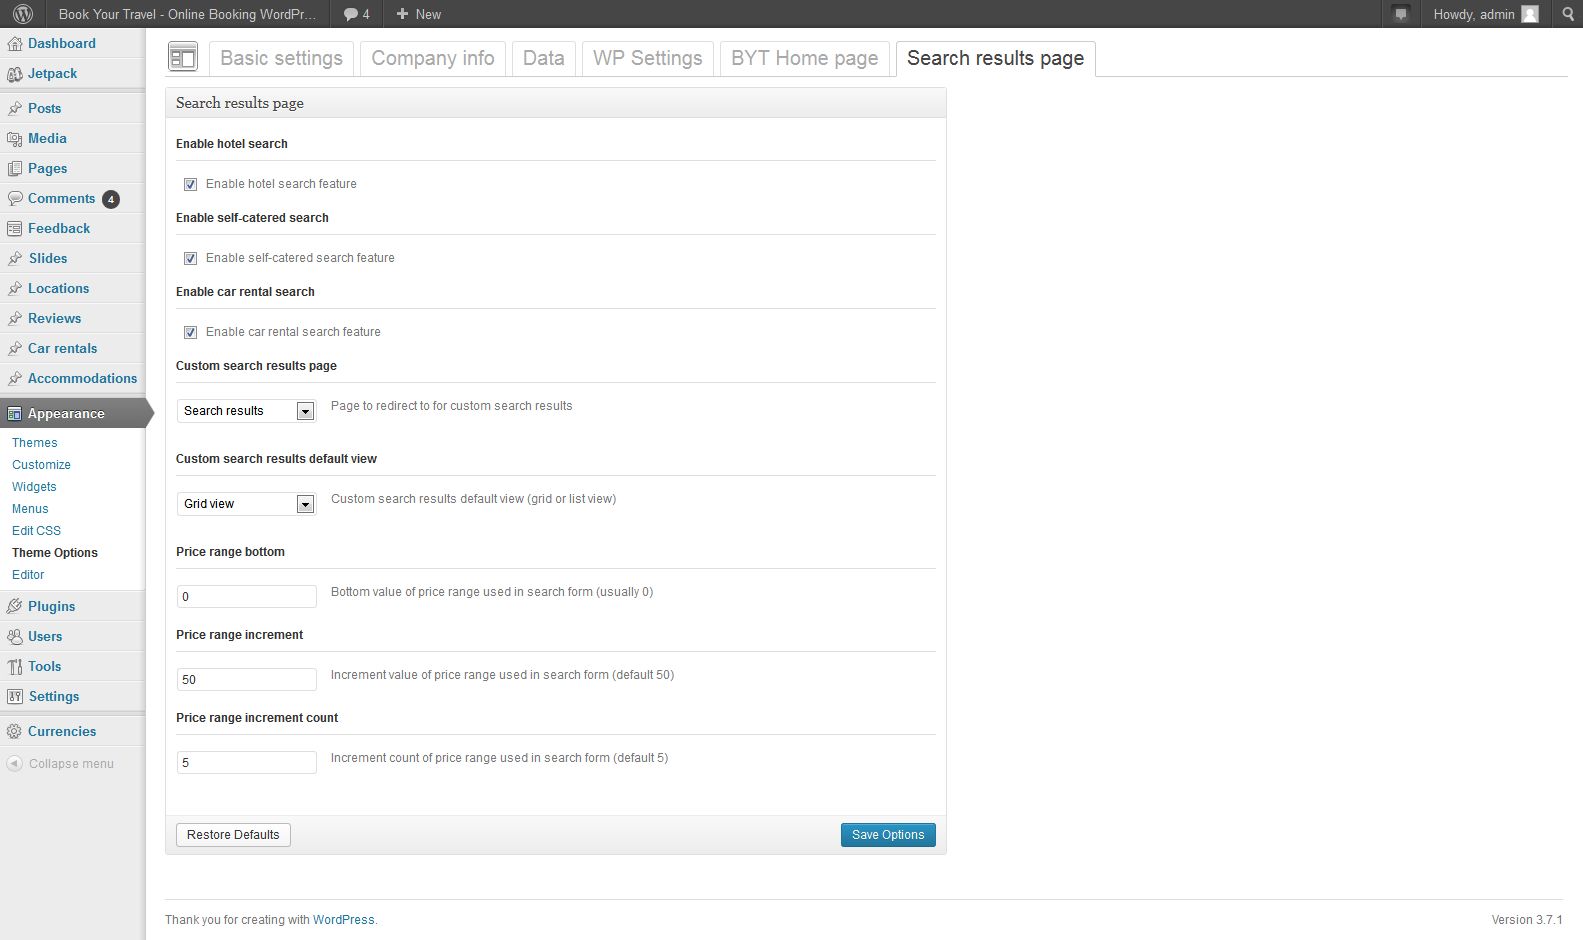 Book Your Travel - Online Booking WordPr... 4 New Howdy, admin
Dashboard
Jetpack
Posts
Media
Pages
Comments 4
Feedback
Slides
Locations
Reviews
Car rentals
Accommodations
Appearance
Themes
Customize
Widgets
Menus
Edit CSS
Theme Options
Editor
Plugins
Users
Tools
Settings
Currencies
Collapse menu
Basic settings Company info Data WP Settings BYT Home page Search results page
Search results page
Enable hotel search
Enable hotel search feature
Enable self-catered search
Enable self-catered search feature
Enable car rental search
Enable car rental search feature
Custom search results page
Search results Page to redirect to for custom search results
Custom search results default view
Grid view Custom search results default view (grid or list view)
Price range bottom
0 Bottom value of price range used in search form (usually 0)
Price range increment
50 Increment value of price range used in search form (default 50)
Price range increment count
5 Increment count of price range used in search form (default 5)
Restore Defaults Save Options
Thank you for creating with WordPress. Version 3.7.1